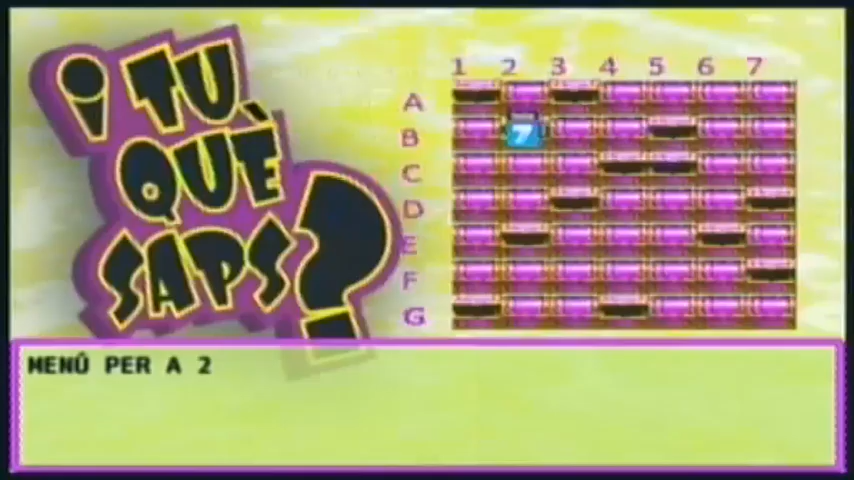 ¡TU
QUÈ
SAPS?
1 2 3 4 5 6 7
A
B
7
C
D
E
F
G
MENÚ PER A 2